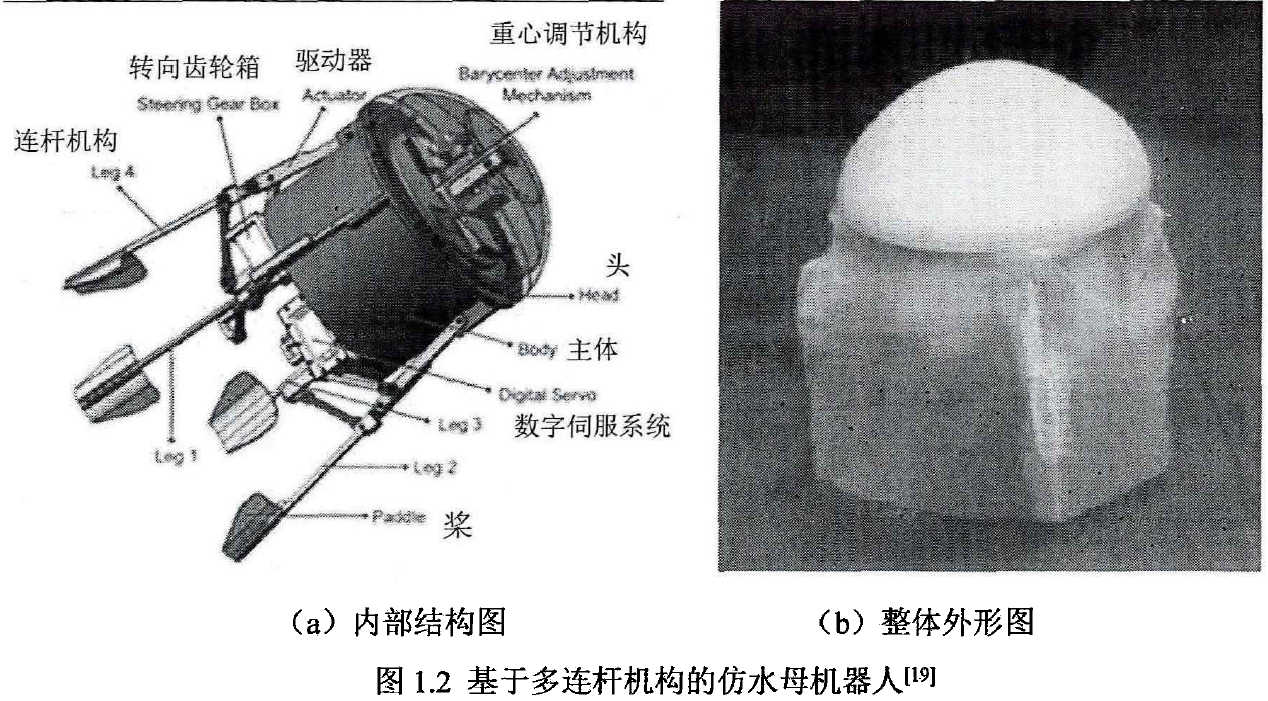 重心调节机构
Barycenter Adjustment
Mechanism
转向齿轮箱
Steering Gear Box
驱动器
Actuator
连杆机构
Leg 4
头
Head
Body 主体
Digital Servo
数字伺服系统
Leg 3
Leg 1
Leg 2
Paddle 桨
(a)内部结构图
(b)整体外形图
图 1.2 基于多连杆机构的仿水母机器人[19]